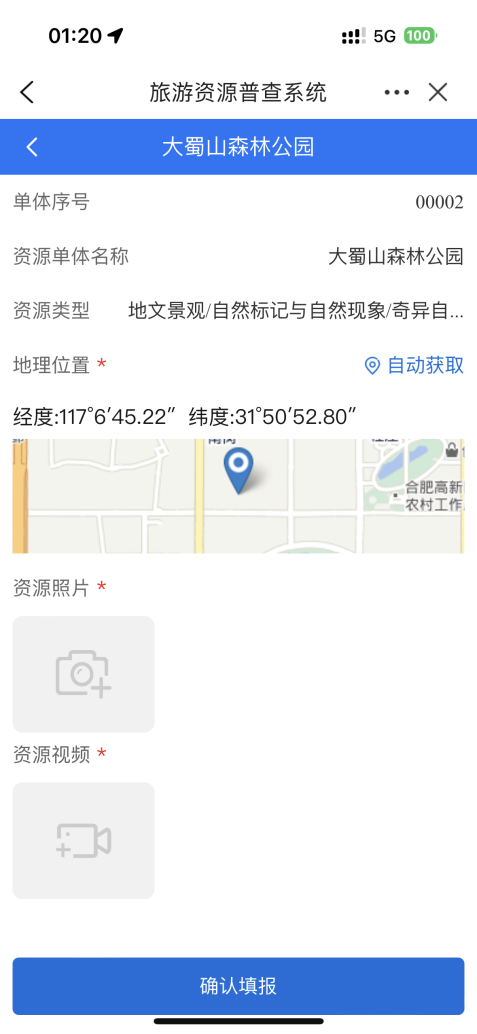 01:20
5G 100
旅游资源普查系统
大蜀山森林公园
单体序号 00002
资源单体名称 大蜀山森林公园
资源类型 地文景观/自然标记与自然现象/奇异自...
地理位置 * 自动获取
经度:117°6′45.22″ 纬度:31°50′52.80″
南岗
合肥高新
农村工作
资源照片 *
资源视频 *
确认填报